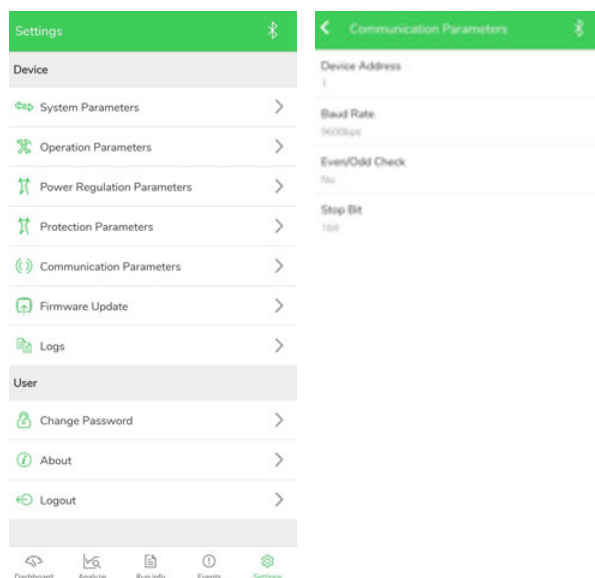 Settings
Device
System Parameters
Operation Parameters
Power Regulation Parameters
Protection Parameters
Communication Parameters
Firmware Update
Logs
User
Change Password
About
Logout
Dashboard Analyze Run info Events Settings
Communication Parameters
Device Address
1
Baud Rate
9600bps
Even/Odd Check
No
Stop Bit
1bit